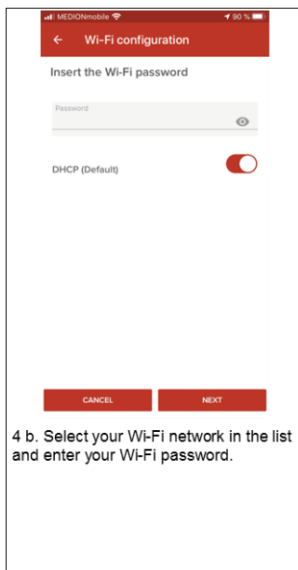 MEDIONmobile 90 %
Wi-Fi configuration
Insert the Wi-Fi password
Password
DHCP (Default)
CANCEL NEXT
4 b. Select your Wi-Fi network in the list
and enter your Wi-Fi password.